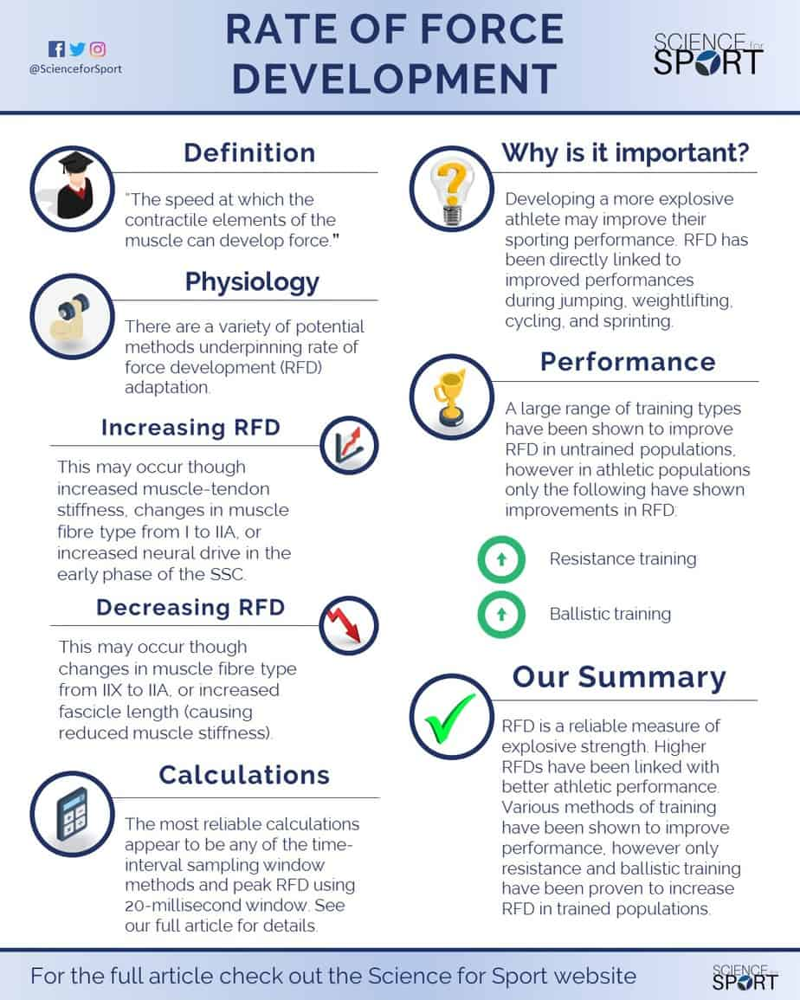 RATE OF FORCE
DEVELOPMENT
@ScienceforSport
SCIENCE for
SPORT
Definition
“The speed at which the
contractile elements of the
muscle can develop force.”
Physiology
There are a variety of potential
methods underpinning rate of
force development (RFD)
adaptation.
Increasing RFD
This may occur though
increased muscle-tendon
stiffness, changes in muscle
fibre type from I to IIA, or
increased neural drive in the
early phase of the SSC.
Decreasing RFD
This may occur though
changes in muscle fibre type
from IIX to IIA, or increased
fascicle length (causing
reduced muscle stiffness).
Calculations
The most reliable calculations
appear to be any of the time-
interval sampling window
methods and peak RFD using
20-millisecond window. See
our full article for details.
Why is it important?
Developing a more explosive
athlete may improve their
sporting performance. RFD has
been directly linked to
improved performances
during jumping, weightlifting,
cycling, and sprinting.
Performance
A large range of training types
have been shown to improve
RFD in untrained populations,
however in athletic populations
only the following have shown
improvements in RFD:
Resistance training
Ballistic training
Our Summary
RFD is a reliable measure of
explosive strength. Higher
RFDs have been linked with
better athletic performance.
Various methods of training
have been shown to improve
performance, however only
resistance and ballistic training
have been proven to increase
RFD in trained populations.
For the full article check out the Science for Sport website
SCIENCE for
SPORT